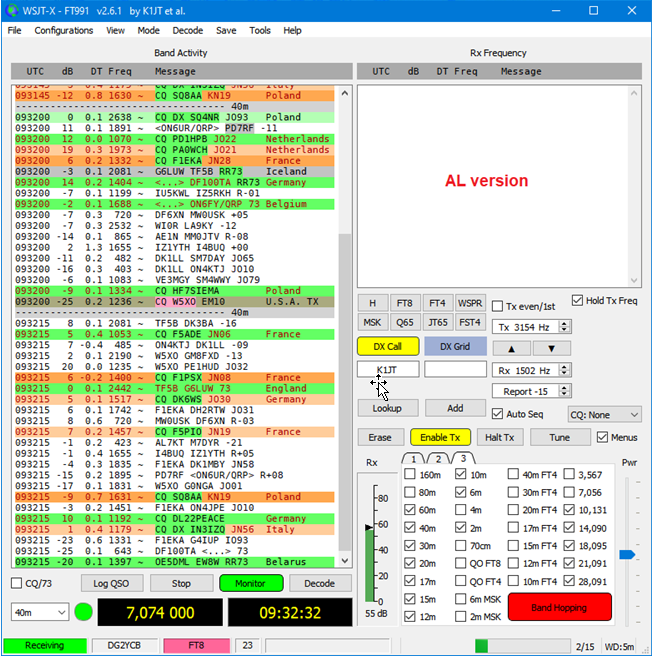 WSJT-X - FT991 v2.6.1 by K1JT et al.
File Configurations View Mode Decode Save Tools Help
Band Activity
UTC dB DT Freq Message
093145 -12 0.8 1630 ~ CQ SQ8AA KN19 Poland
---------------------------------- 40m
093200 0 0.1 2638 ~ CQ DX SQ4NR JO93 Poland
093200 11 0.1 1891 ~ <ON6UR/QRP> PD7RF -11
093200 12 0.0 1070 ~ CQ PD1HPB JO22 Netherlands
093200 19 0.3 1973 ~ CQ PA0WCH JO21 Netherlands
093200 6 0.2 1332 ~ CQ F1EKA JN28 France
093200 -3 0.1 2081 ~ G6LUW TF5B RR73 Iceland
093200 14 0.2 1404 ~ <...> DF100TA RR73 Germany
093200 -7 0.1 1199 ~ IU5KWL IZ5RKH R-01
093200 -2 0.1 1688 ~ <...> ON6FY/QRP 73 Belgium
093200 -7 0.3 720 ~ DF6XN MW0USK +05
093200 -7 0.3 2532 ~ WI0R LA9KY -12
093200 -14 0.1 865 ~ AE1N MM0JTV R-08
093200 2 1.3 1655 ~ IZ1YTH I4BUQ +00
093200 -11 0.2 482 ~ DK1LL SM7DAY JO65
093200 -16 0.3 403 ~ DK1LL ON4KTJ JO10
093200 -6 0.1 1083 ~ VE3MGY SM4WWY JO79
093200 -9 0.1 1334 ~ CQ HF7SIEMA Poland
093200 -25 0.2 1236 ~ CQ W5XO EM10 U.S.A. TX
---------------------------------- 40m
093215 8 0.1 2081 ~ TF5B DK3BA -16
093215 5 0.4 1053 ~ CQ F5ADE JN06 France
093215 -7 0.4 485 ~ ON4KTJ DK1LL -09
093215 2 0.1 2190 ~ W5XO GM8FXD -13
093215 20 0.2 2007 ~ W5XO PE1HOD JO32
093215 6 -0.2 1400 ~ CQ F1PSX JN08 France
093215 0 0.1 2442 ~ TF5B G6LUW 73 England
093215 5 0.1 1517 ~ CQ DK6WS JO30 Germany
093215 6 0.1 1742 ~ F1EKA DH2RTW JO31
093215 8 0.6 720 ~ MW0USK DF6XN R-03
093215 7 0.2 1457 ~ CQ F5PIO JN19 France
093215 -1 0.2 423 ~ AL7KT M7DYR -21
093215 -1 0.4 1655 ~ I4BUQ IZ1YTH R+05
093215 -4 0.3 1835 ~ F1EKA DK1MBY JN58
093215 -15 0.2 1895 ~ PD7RF <ON6UR/QRP> R+08
093215 -17 0.1 1831 ~ W5XO G0NGA JO01
093215 -9 0.7 1631 ~ CQ SQ8AA KN19 Poland
093215 -3 0.2 1451 ~ F1EKA ON4JPE JO10
093215 10 0.1 1192 ~ CQ DL22PEACE Germany
093215 1 0.4 1179 ~ CQ DX IN3IZQ JN56 Italy
093215 -23 0.6 1331 ~ F1EKA G4IUP IO93
093215 -25 0.1 643 ~ DF100TA <...> 73
093215 -20 0.1 1397 ~ OE5DML EW8W RR73 Belarus
Rx Frequency
UTC dB DT Freq Message
AL version
H FT8 FT4 WSPR
MSK Q65 JT65 FST4
Tx even/1st
Hold Tx Freq
Tx 3154 Hz
DX Call DX Grid
K1JT
Rx 1502 Hz
Report -15
Lookup Add
Auto Seq
CQ: None
Erase Enable Tx Halt Tx Tune Menus
Rx
-80
-60
-40
-20
-0
55 dB
1 2 3
160m 10m 40m FT4 3,567
80m 6m 30m FT4 7,056
60m 4m 20m FT4 10,131
40m 2m 17m FT4 14,090
30m 70cm 15m FT4 18,095
20m QO FT8 12m FT4 21,091
17m QO FT4 10m FT4 28,091
15m 6m MSK
12m 2m MSK
Band Hopping
Pwr
CQ/73 Log QSO Stop Monitor Decode
40m
7,074 000
09:32:32
Receiving DG2YCB FT8 23 2/15 WD:5m